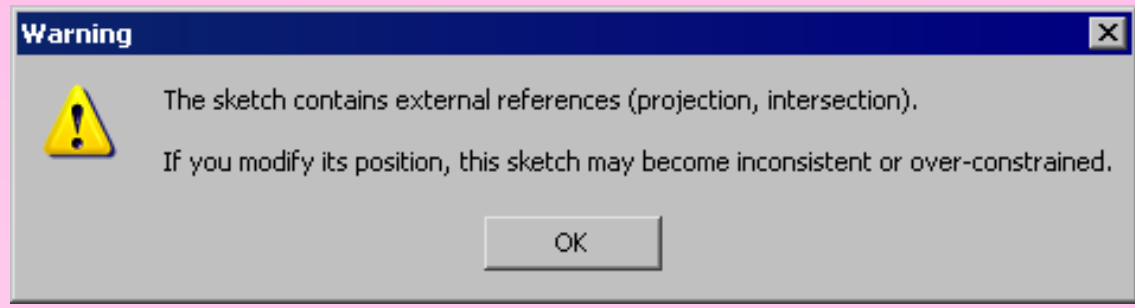 Warning
The sketch contains external references (projection, intersection).
If you modify its position, this sketch may become inconsistent or over-constrained.
OK